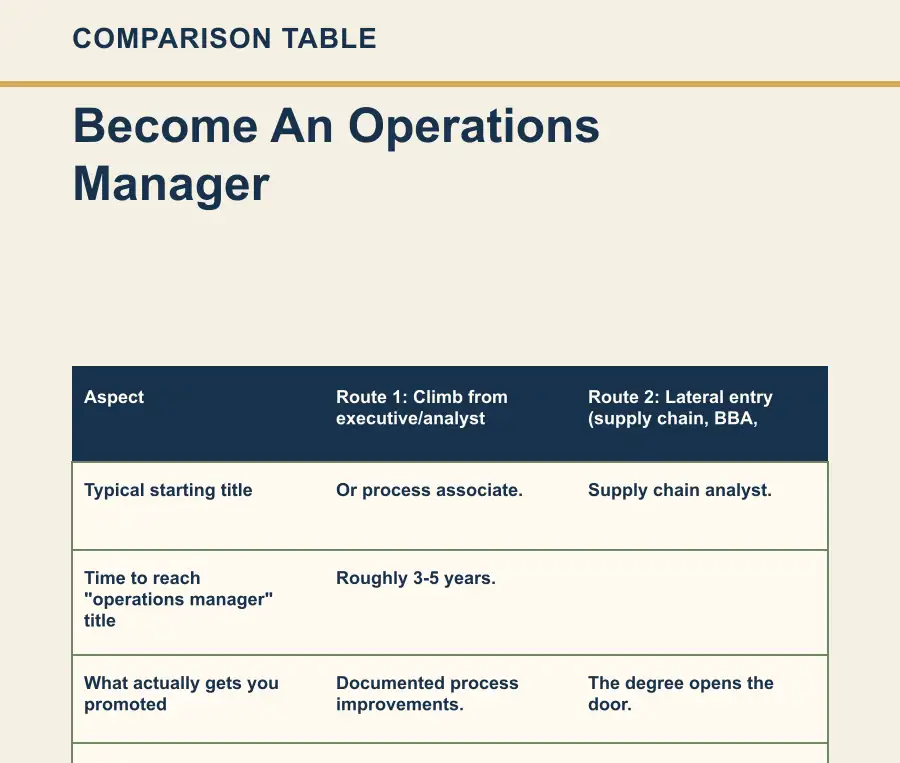 COMPARISON TABLE
Become An Operations
Manager
Aspect
Route 1: Climb from
executive/analyst
Route 2: Lateral entry
(supply chain, BBA,
Typical starting title
Or process associate.
Supply chain analyst.
Time to reach
"operations manager"
title
Roughly 3-5 years.
What actually gets you
promoted
Documented process
improvements.
The degree opens the
door.